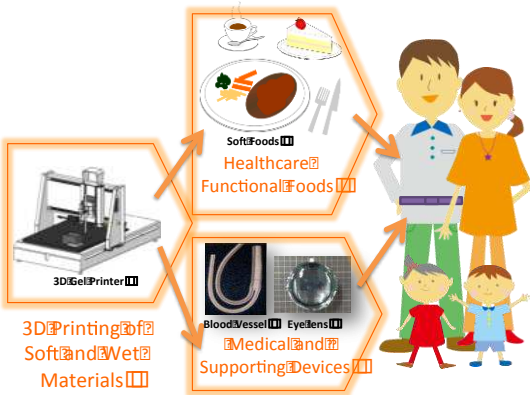 Soft Foods
Healthcare
Functional Foods
3D Gel Printer
3D Printing of
Soft and Wet
Materials
Blood Vessel Eye lens
Medical and
Supporting Devices